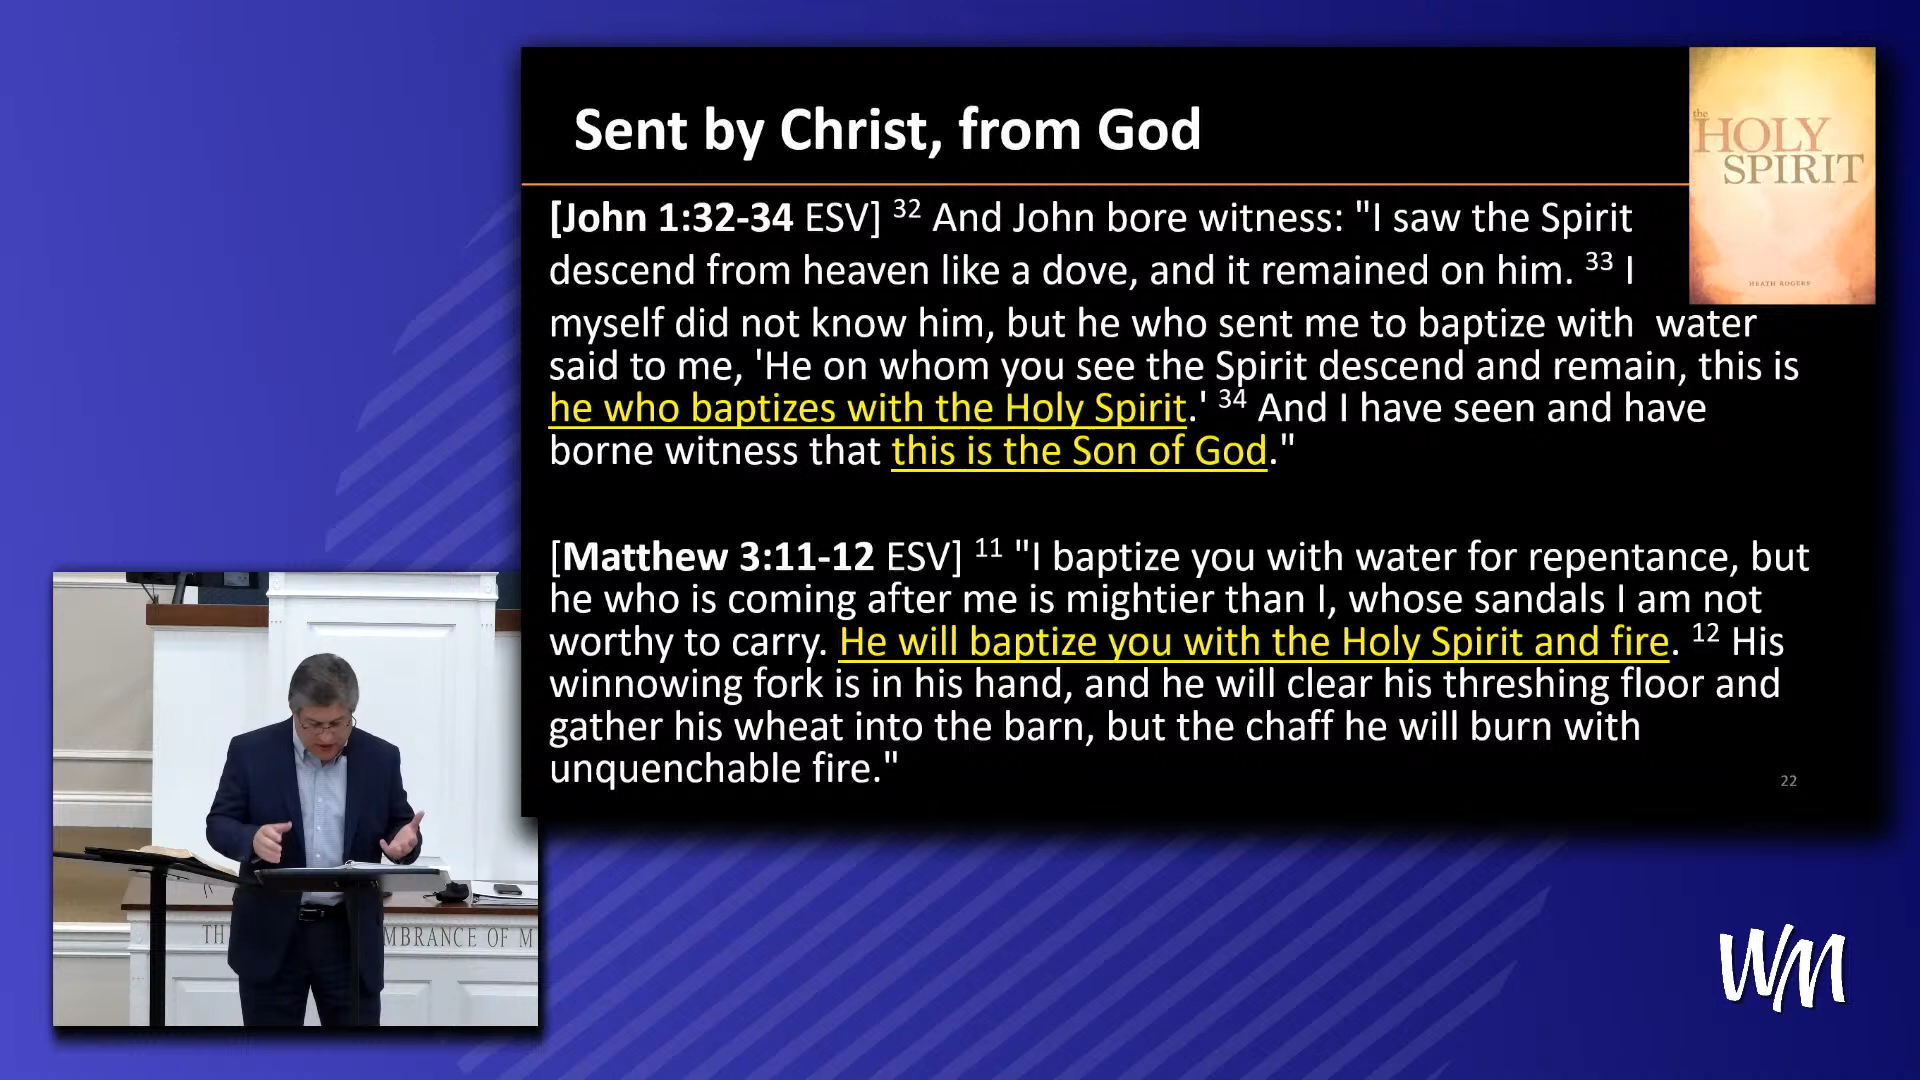 Sent by Christ, from God
the
HOLY
SPIRIT
HEATH ROGERS
[John 1:32-34 ESV] 32 And John bore witness: "I saw the Spirit
descend from heaven like a dove, and it remained on him. 33 I
myself did not know him, but he who sent me to baptize with  water
said to me, 'He on whom you see the Spirit descend and remain, this is
he who baptizes with the Holy Spirit.' 34 And I have seen and have
borne witness that this is the Son of God."
[Matthew 3:11-12 ESV] 11 "I baptize you with water for repentance, but
he who is coming after me is mightier than I, whose sandals I am not
worthy to carry. He will baptize you with the Holy Spirit and fire. 12 His
winnowing fork is in his hand, and he will clear his threshing floor and
gather his wheat into the barn, but the chaff he will burn with
unquenchable fire."
22
TH MBRANCE OF M
WM